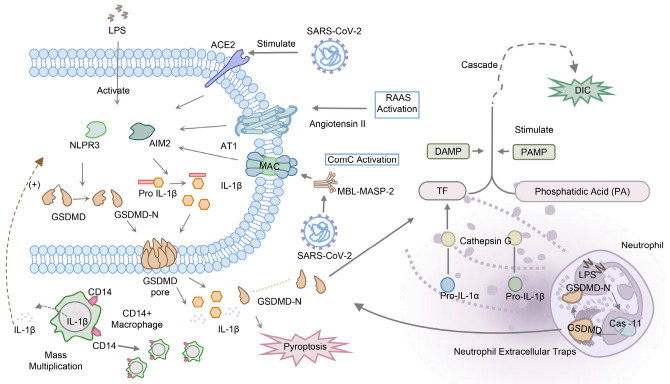 LPS
ACE2
Stimulate
SARS-CoV-2
Cascade
DIC
Activate
RAAS
Activation
Angiotensin II
NLPR3
AIM2
AT1
Stimulate
DAMP
PAMP
ComC Activation
MAC
(+)
Pro IL-1β
IL-1β
MBL-MASP-2
TF
Phosphatidic Acid (PA)
GSDMD
GSDMD-N
SARS-CoV-2
Cathepsin G
Neutrophil
LPS
GSDMD-N
GSDMD
pore
GSDMD-N
Pro-IL-1α
Pro-IL-1β
CD14
CD14+
Macrophage
IL-1β
IL-1β
IL-1β
GSDMD
Cas -11
CD14
Mass
Multiplication
Pyroptosis
Neutrophil Extracellular Traps